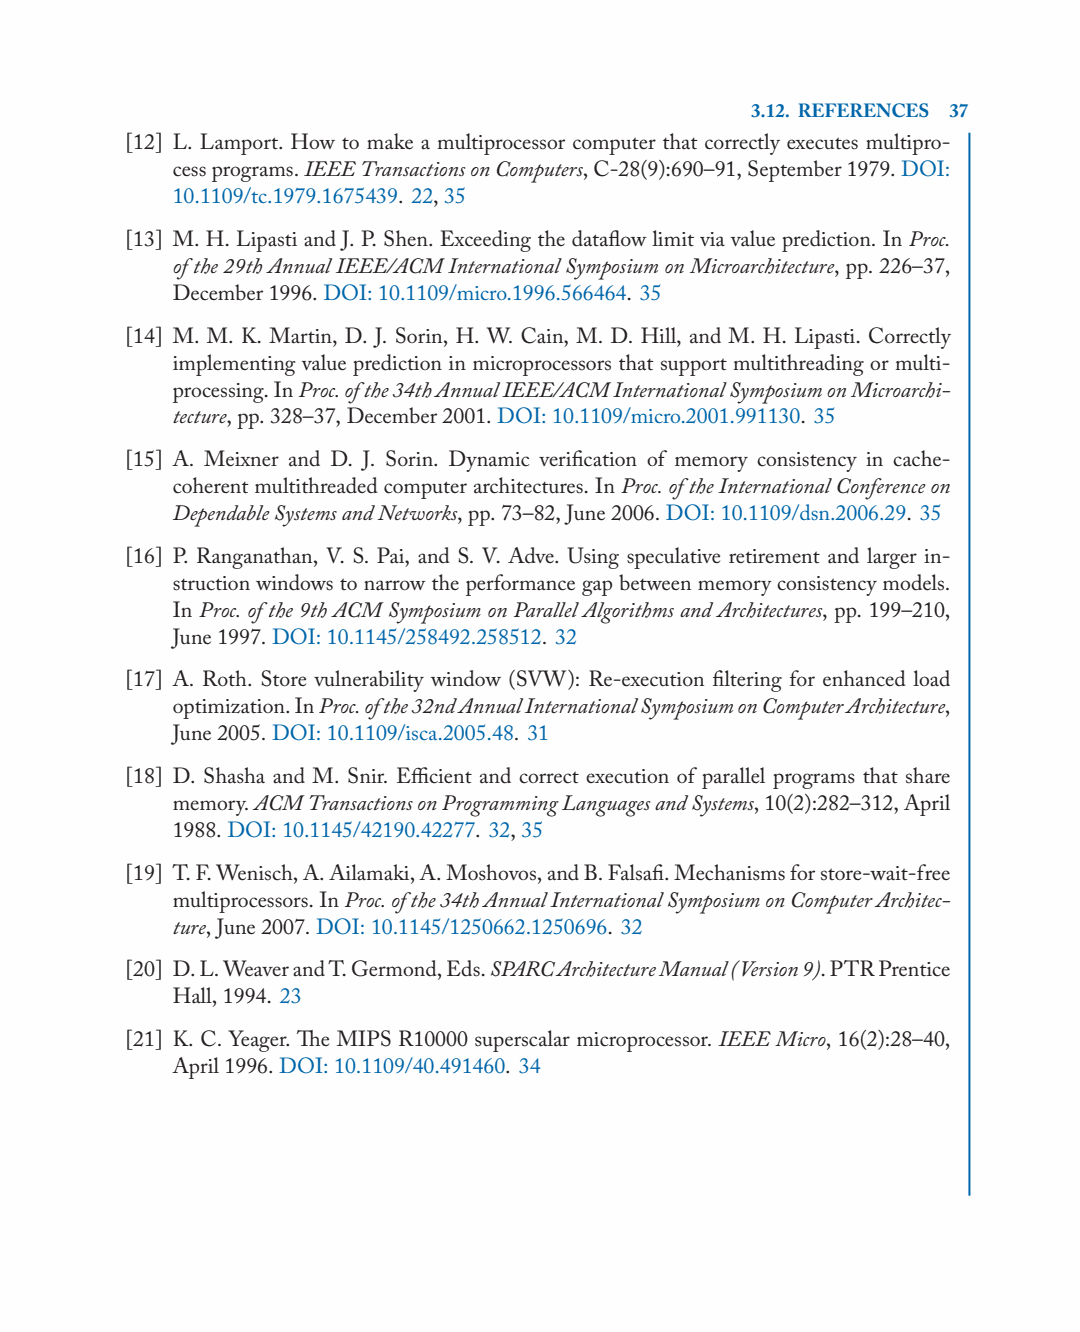 3.12. REFERENCES 37
[12] L. Lamport. How to make a multiprocessor computer that correctly executes multipro-
cess programs. IEEE Transactions on Computers, C-28(9):690–91, September 1979. DOI:
10.1109/tc.1979.1675439. 22, 35
[13] M. H. Lipasti and J. P. Shen. Exceeding the dataflow limit via value prediction. In Proc.
of the 29th Annual IEEE/ACM International Symposium on Microarchitecture, pp. 226–37,
December 1996. DOI: 10.1109/micro.1996.566464. 35
[14] M. M. K. Martin, D. J. Sorin, H. W. Cain, M. D. Hill, and M. H. Lipasti. Correctly
implementing value prediction in microprocessors that support multithreading or multi-
processing. In Proc. of the 34th Annual IEEE/ACM International Symposium on Microarchi-
tecture, pp. 328–37, December 2001. DOI: 10.1109/micro.2001.991130. 35
[15] A. Meixner and D. J. Sorin. Dynamic verification of memory consistency in cache-
coherent multithreaded computer architectures. In Proc. of the International Conference on
Dependable Systems and Networks, pp. 73–82, June 2006. DOI: 10.1109/dsn.2006.29. 35
[16] P. Ranganathan, V. S. Pai, and S. V. Adve. Using speculative retirement and larger in-
struction windows to narrow the performance gap between memory consistency models.
In Proc. of the 9th ACM Symposium on Parallel Algorithms and Architectures, pp. 199–210,
June 1997. DOI: 10.1145/258492.258512. 32
[17] A. Roth. Store vulnerability window (SVW): Re-execution filtering for enhanced load
optimization. In Proc. of the 32nd Annual International Symposium on Computer Architecture,
June 2005. DOI: 10.1109/isca.2005.48. 31
[18] D. Shasha and M. Snir. Efficient and correct execution of parallel programs that share
memory. ACM Transactions on Programming Languages and Systems, 10(2):282–312, April
1988. DOI: 10.1145/42190.42277. 32, 35
[19] T. F. Wenisch, A. Ailamaki, A. Moshovos, and B. Falsafi. Mechanisms for store-wait-free
multiprocessors. In Proc. of the 34th Annual International Symposium on Computer Architec-
ture, June 2007. DOI: 10.1145/1250662.1250696. 32
[20] D. L. Weaver and T. Germond, Eds. SPARC Architecture Manual (Version 9). PTR Prentice
Hall, 1994. 23
[21] K. C. Yeager. The MIPS R10000 superscalar microprocessor. IEEE Micro, 16(2):28–40,
April 1996. DOI: 10.1109/40.491460. 34